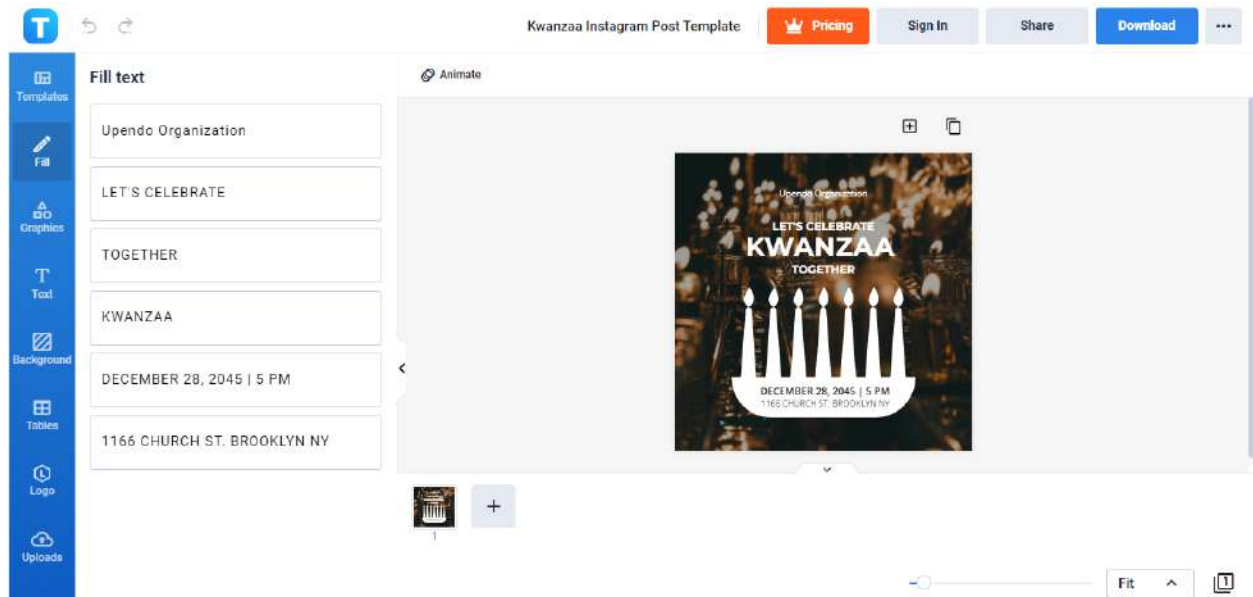 T
Kwanzaa Instagram Post Template
Pricing
Sign In
Share
Download
Templates
Fill
Graphics
Text
Background
Tables
Logo
Uploads
Fill text
Upendo Organization
LET'S CELEBRATE
TOGETHER
KWANZAA
DECEMBER 28, 2045 | 5 PM
1166 CHURCH ST. BROOKLYN NY
Animate
Upendo Organization
LET'S CELEBRATE
KWANZAA
TOGETHER
DECEMBER 28, 2045 | 5 PM
1166 CHURCH ST. BROOKLYN NY
1
Fit
1